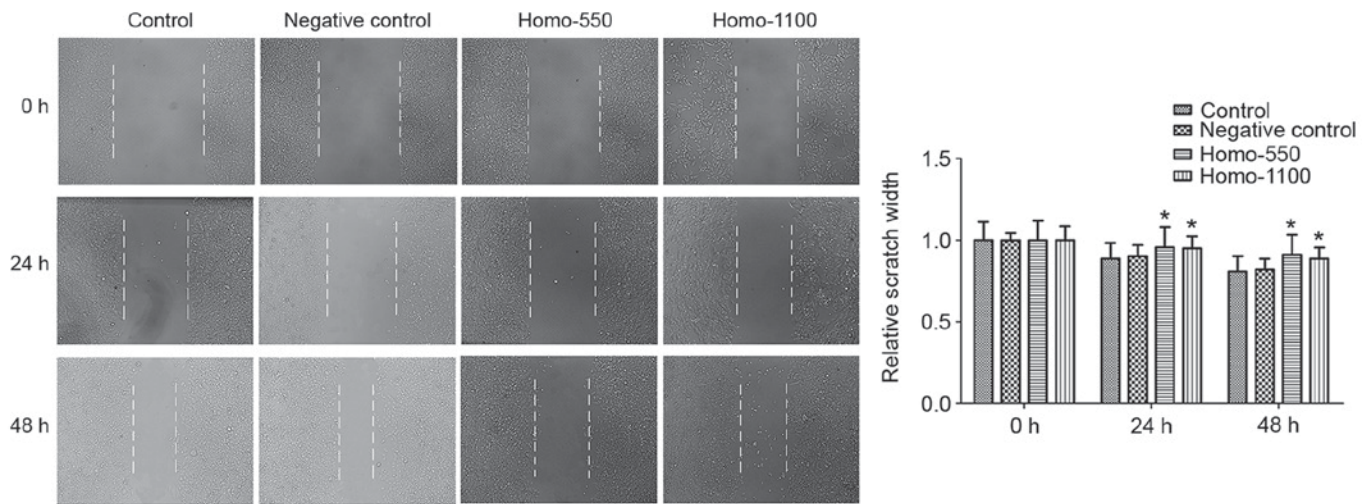 Control Negative control Homo-550 Homo-1100
0 h
24 h
48 h
Control
Negative control
Homo-550
Homo-1100
Relative scratch width
1.5
1.0
0.5
0.0
* *
* *
0 h 24 h 48 h